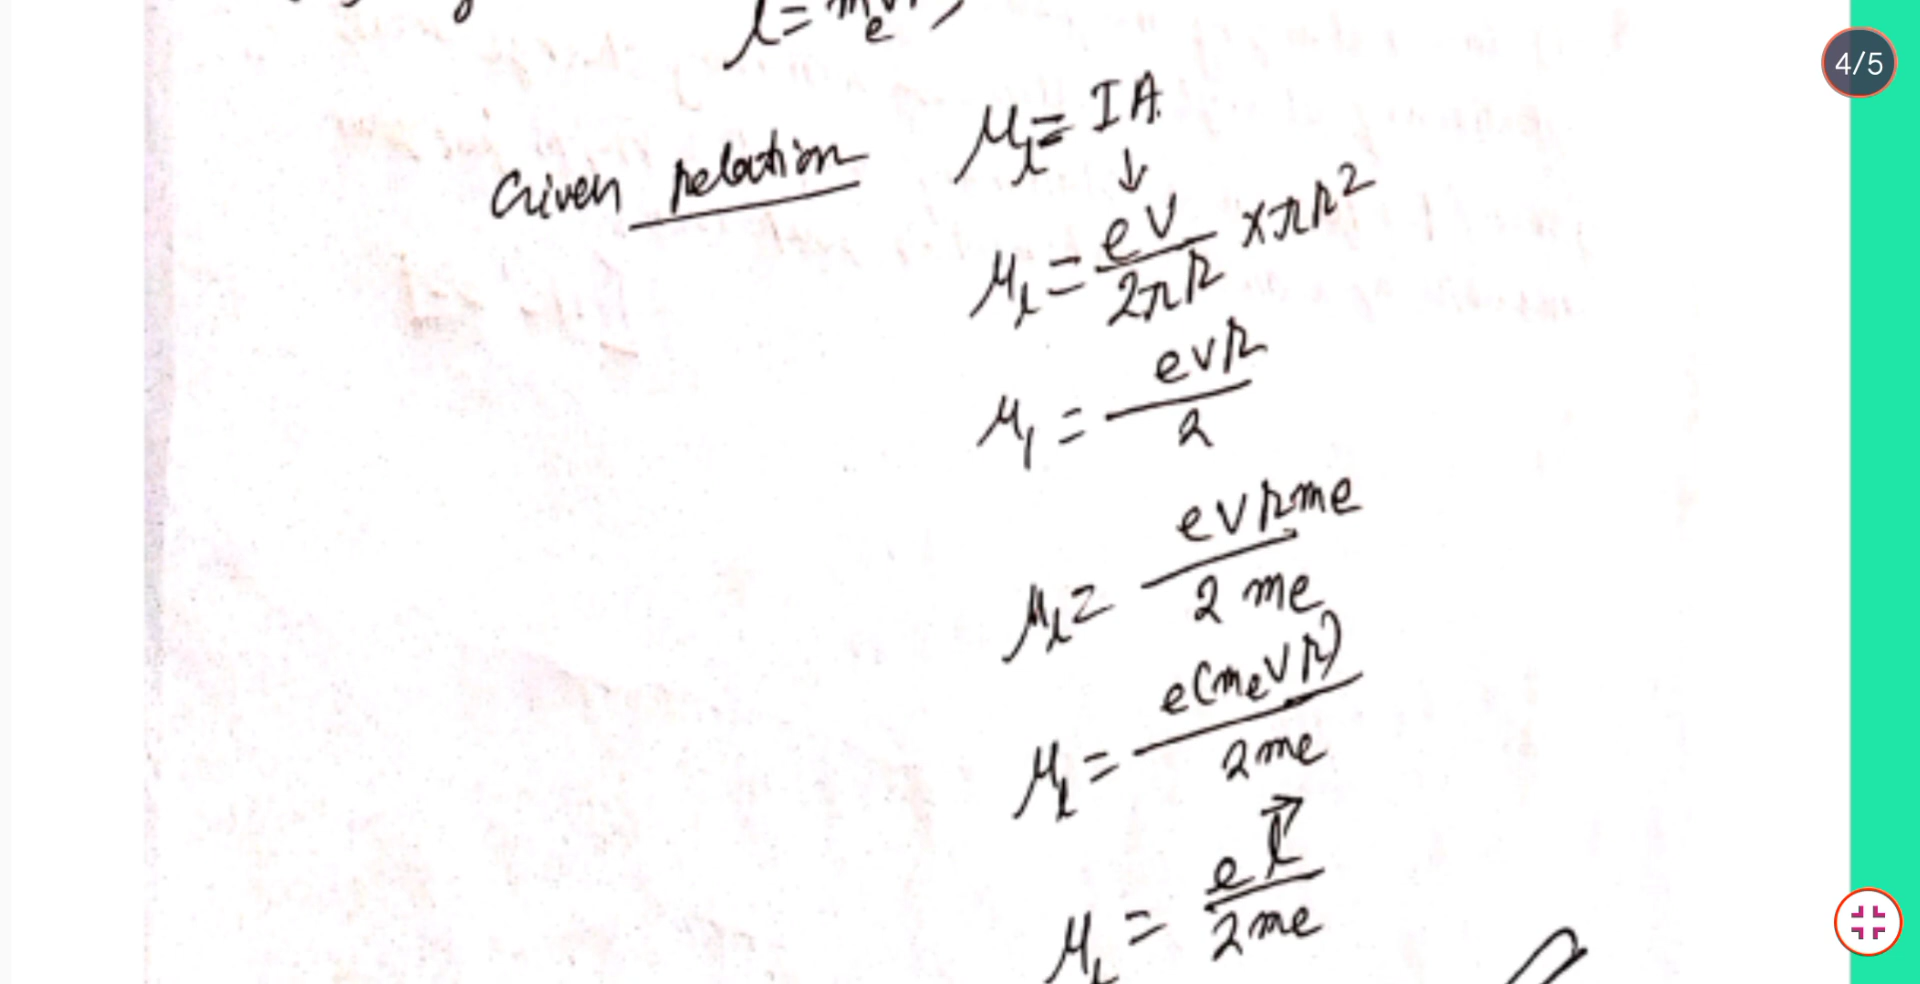 l = mevr
4/5
Given relation μl = IA
↓
μl = eV/2πr × πr²
μl = evr/2
μl = evrme/2me
μl = e(mevr)/2me
μl = el⃗/2me